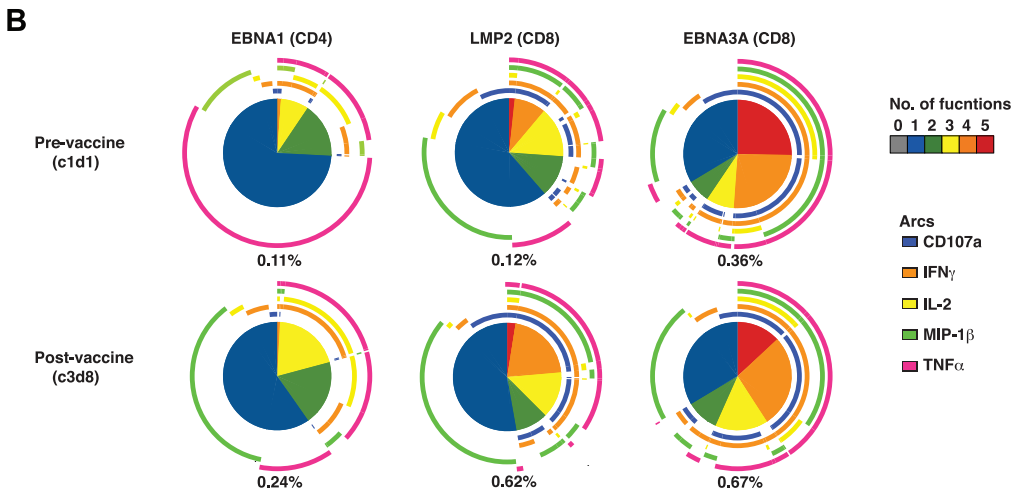 B
EBNA1 (CD4)
LMP2 (CD8)
EBNA3A (CD8)
No. of fucntions
0 1 2 3 4 5
Pre-vaccine
(c1d1)
Arcs
CD107a
IFNγ
IL-2
MIP-1β
TNFα
0.11%
0.12%
0.36%
Post-vaccine
(c3d8)
0.24%
0.62%
0.67%